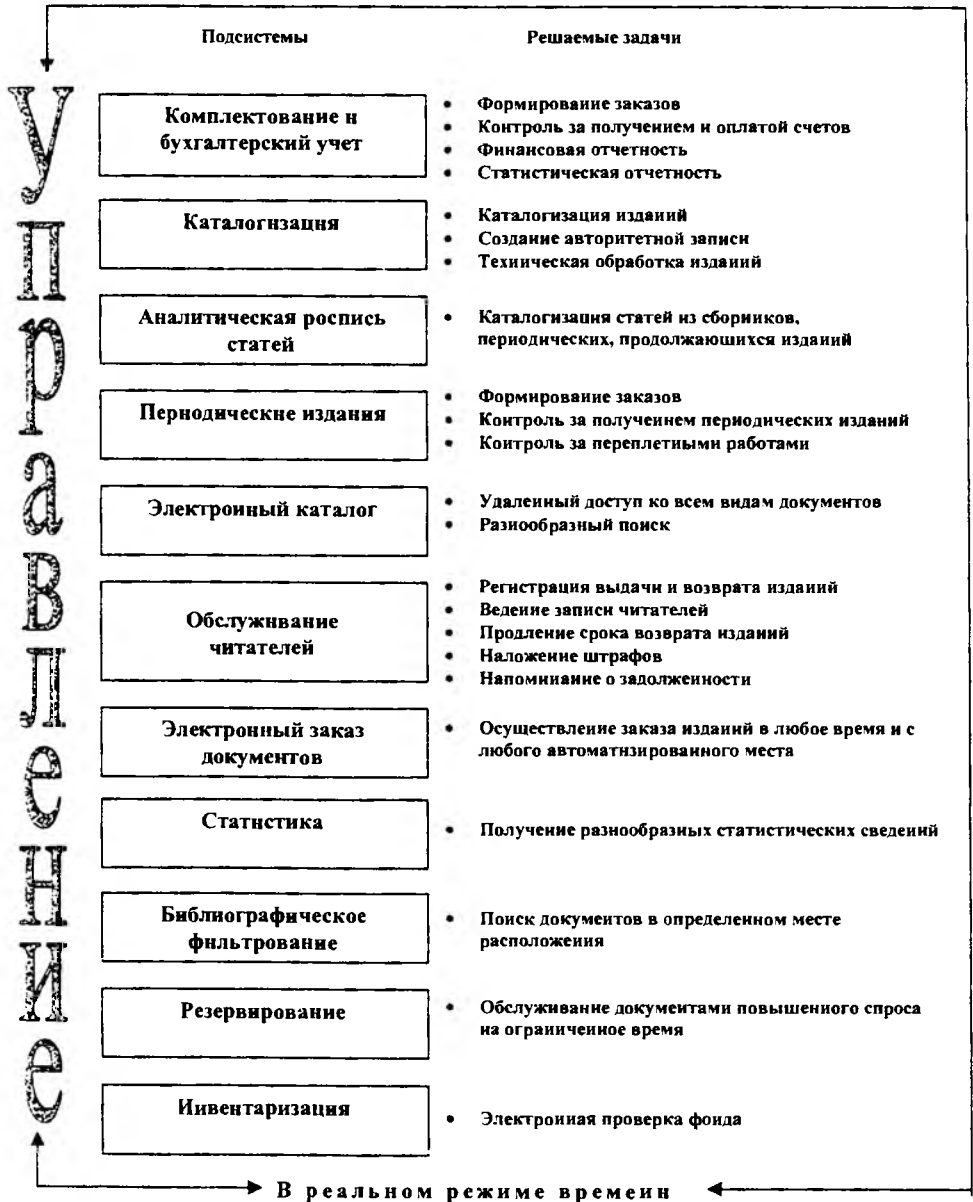 Подсистемы Решаемые задачи
Управление
Комплектование и
бухгалтерский учет
• Формирование заказов
• Контроль за получением и оплатой счетов
• Финансовая отчетность
• Статистическая отчетность
Каталогизация
• Каталогизация изданий
• Создание авторитетной записи
• Техническая обработка изданий
Аналитическая роспись
статей
• Каталогизация статей из сборников,
периодических, продолжающихся изданий
Периодические издания
• Формирование заказов
• Контроль за получением периодических изданий
• Контроль за переплетными работами
Электронный каталог
• Удаленный доступ ко всем видам документов
• Разнообразный поиск
Обслуживание
читателей
• Регистрация выдачи и возврата изданий
• Ведение записи читателей
• Продление срока возврата изданий
• Наложение штрафов
• Напоминание о задолженности
Электронный заказ
документов
• Осуществление заказа изданий в любое время и с
любого автоматизированного места
Статистика
• Получение разнообразных статистических сведений
Библиографическое
фильтрование
• Поиск документов в определенном месте
расположения
Резервирование
• Обслуживание документами повышенного спроса
на ограниченное время
Инвентаризация
• Электронная проверка фонда
В реальном режиме времени